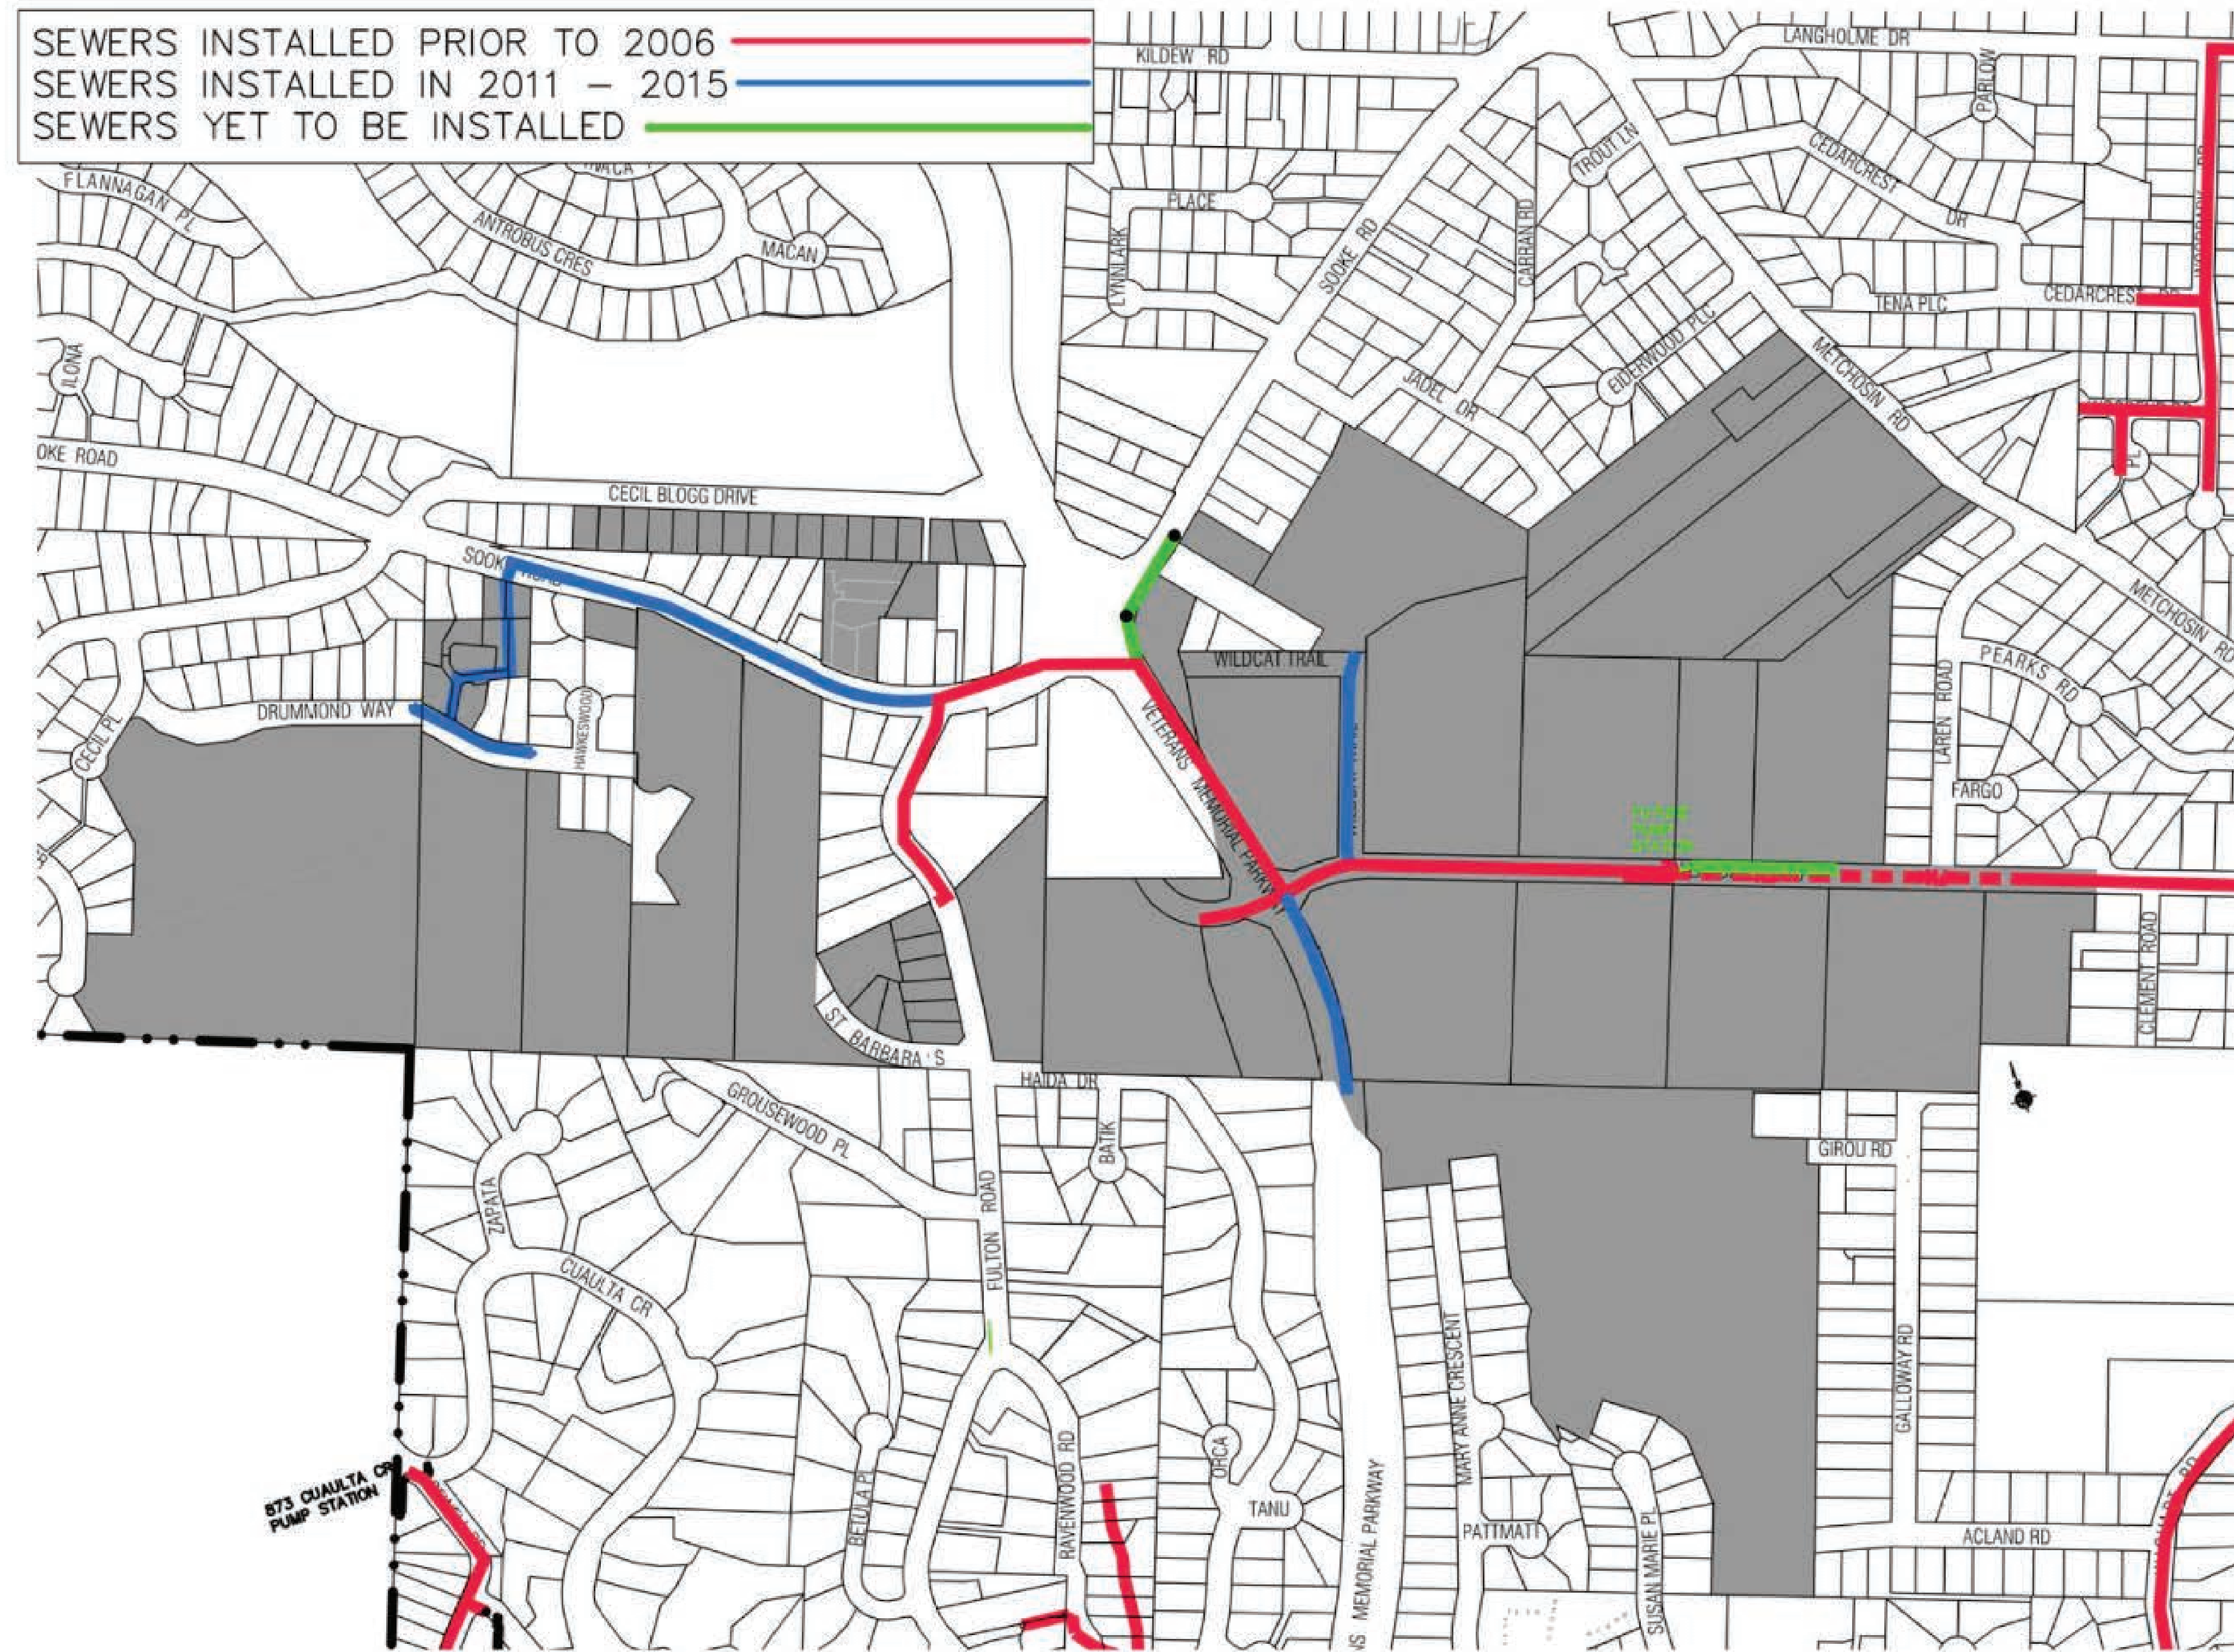 SEWERS INSTALLED PRIOR TO 2006
SEWERS INSTALLED IN 2011 – 2015
SEWERS YET TO BE INSTALLED
KILDEW RD
LANGHOLME DR
PARLOW
TROUT LN
CEDARCREST
DR
FLANNAGAN PL
ANTROBUS CRES
MACAN
PLACE
LYNNLARK
SOOKE RD
CARRAN RD
TENA PLC
CEDARCREST
EIDERWOOD PLC
METCHOSIN RD
JADEL DR
ILONA
OKE ROAD
CECIL BLOGG DRIVE
PL
METCHOSIN RD
WILDCAT TRAIL
LAREN ROAD
PEARKS RD
DRUMMOND WAY
CECIL PL
HAWKESWOOD
VETERANS MEMORIAL PARKW
FARGO
CLEMENT ROAD
ST BARBARA'S
HAIDA DR
GROUSEWOOD PL
BATIK
GIROU RD
ZAPATA
FULTON ROAD
CUAULTA CR
MARY ANNE CRESCENT
GALLOWAY RD
873 CUAULTA CR
PUMP STATION
BETULA PL
RAVENWOOD RD
ORCA
TANU
NS MEMORIAL PARKWAY
PATTMATT
SUSAN MARIE PL
ACLAND RD
RD